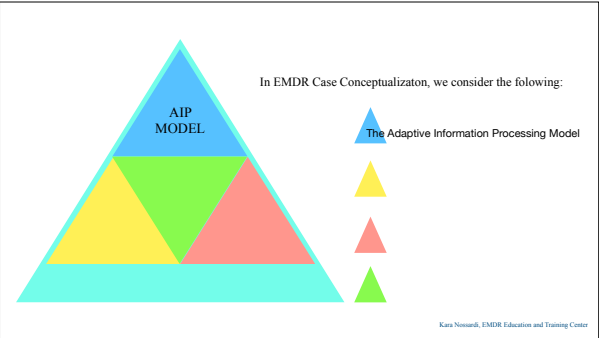 In EMDR Case Conceptualizaton, we consider the folowing:
AIP
MODEL
The Adaptive Information Processing Model
Kara Nossardi, EMDR Education and Training Center